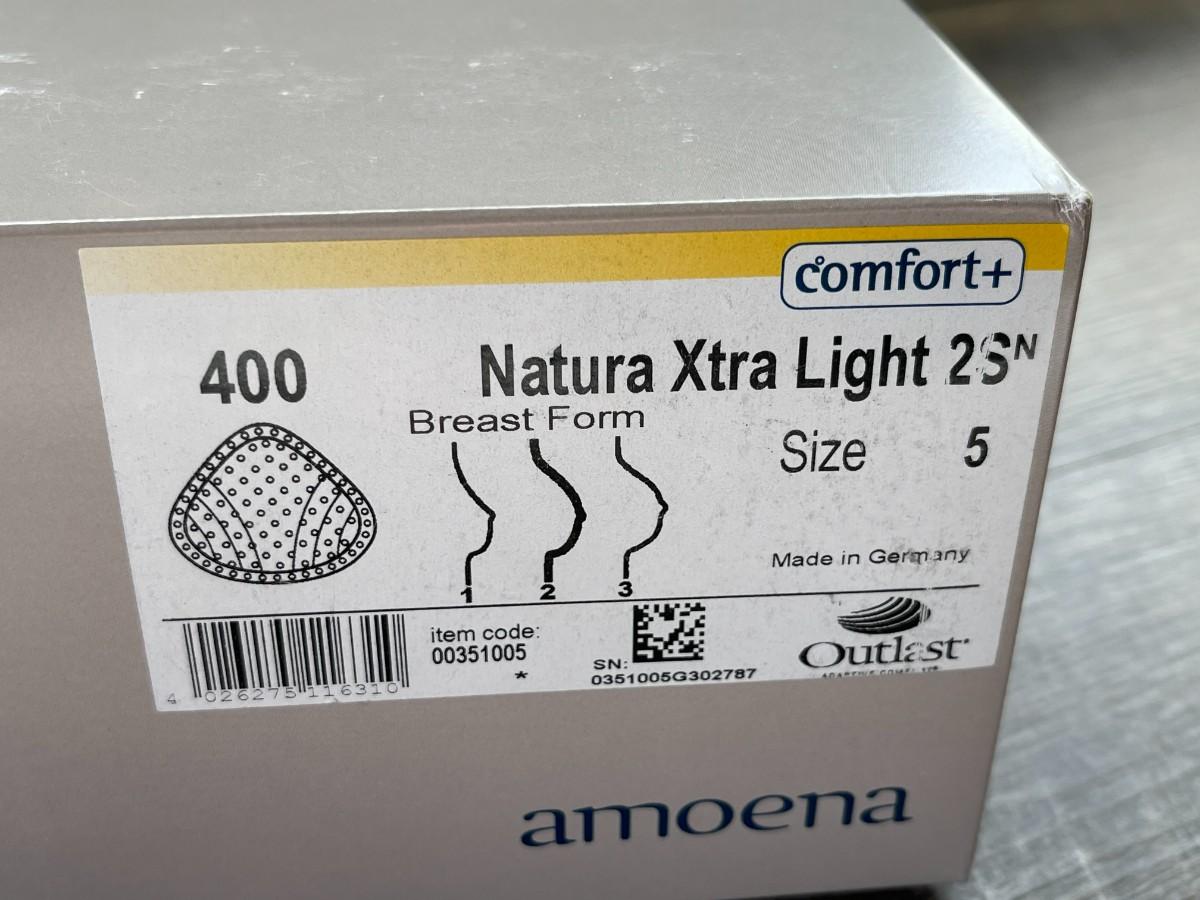 comfort+
400
Natura Xtra Light 2Sᴺ
Breast Form
Size 5
1 2 3
Made in Germany
item code:
00351005
*
SN:
0351005G302787
4 026275 116310
Outlast
amoena